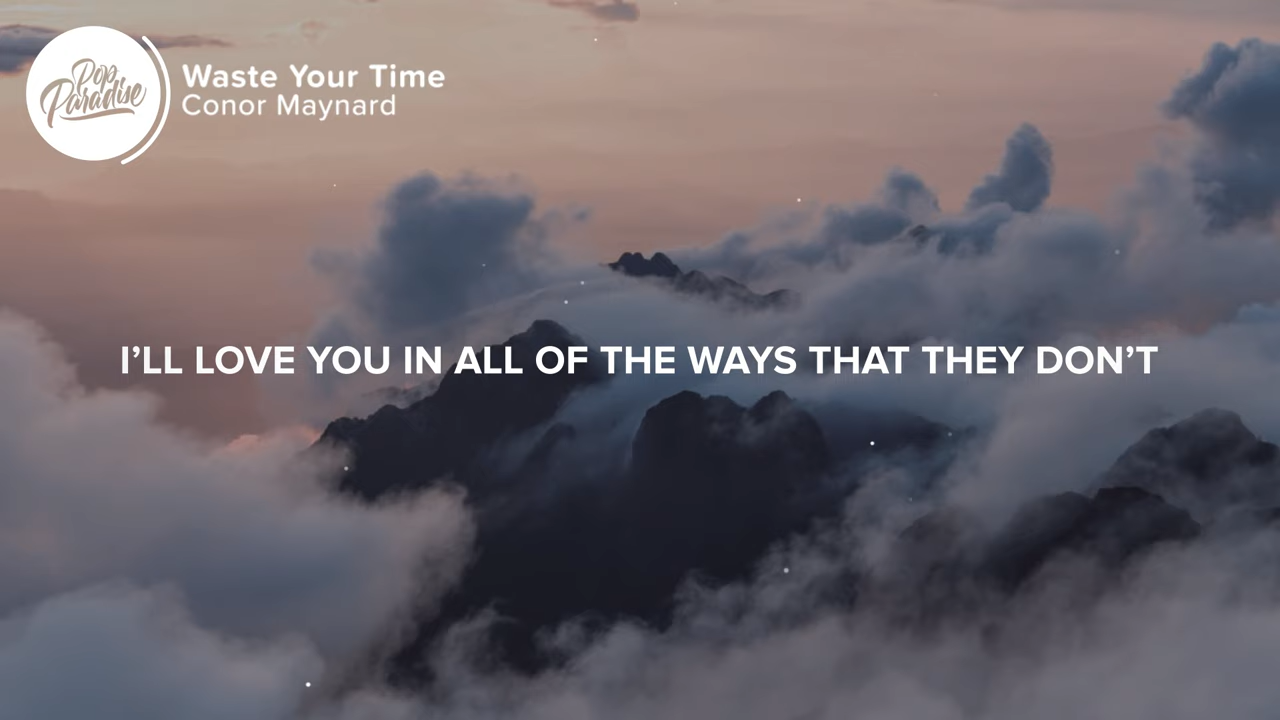 Pop
Paradise
Waste Your Time
Conor Maynard
I’LL LOVE YOU IN ALL OF THE WAYS THAT THEY DON’T